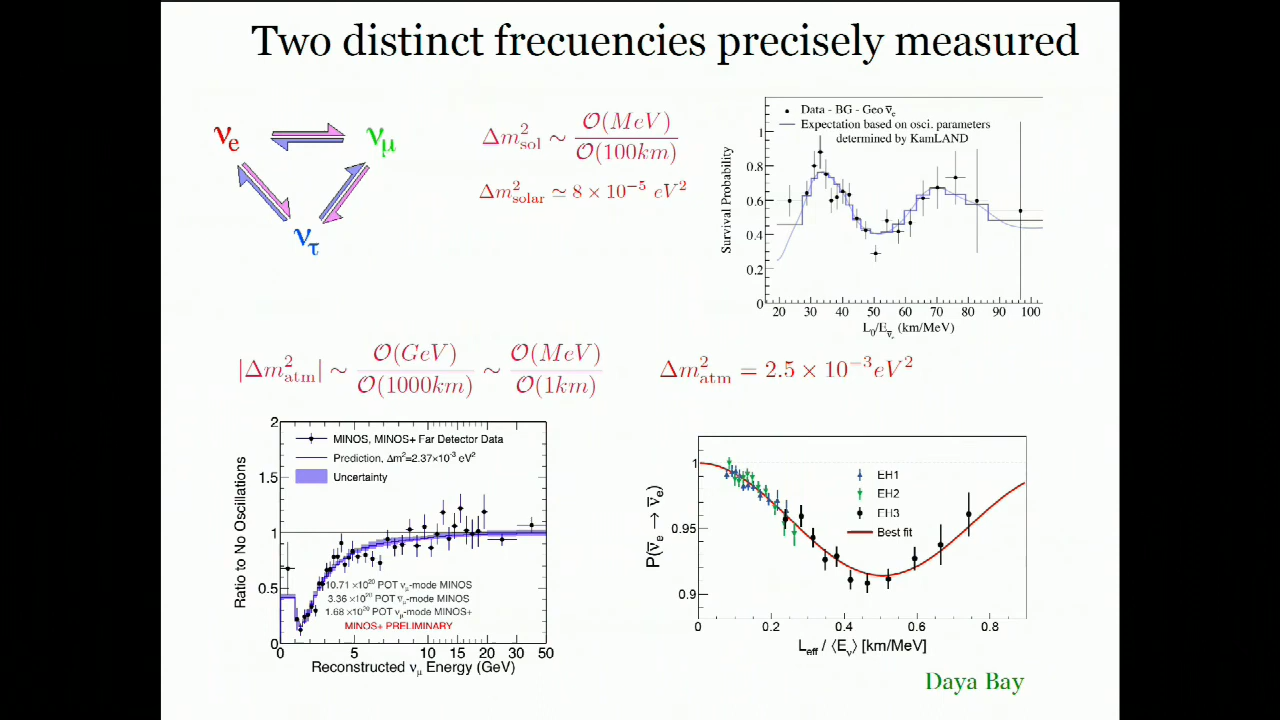 Two distinct frecuencies precisely measured
νe
νμ
ντ
Δm²sol ∼ O(MeV) / O(100km)
Δm²solar ≃ 8 × 10⁻⁵ eV²
Data - BG - Geo ν̄e
Expectation based on osci. parameters
determined by KamLAND
Survival Probability
1
0.8
0.6
0.4
0.2
0
20 30 40 50 60 70 80 90 100
L₀/Eν̄e (km/MeV)
|Δm²atm| ∼ O(GeV) / O(1000km) ∼ O(MeV) / O(1km)
Δm²atm = 2.5 × 10⁻³eV²
MINOS, MINOS+ Far Detector Data
Prediction, Δm²=2.37×10⁻³ eV²
Uncertainty
Ratio to No Oscillations
2
1.5
1
0.5
0
10.71 ×10²⁰ POT νμ-mode MINOS
3.36 ×10²⁰ POT ν̄μ-mode MINOS
1.68 ×10²⁰ POT νμ-mode MINOS+
MINOS+ PRELIMINARY
0 5 10 15 20 30 50
Reconstructed νμ Energy (GeV)
EH1
EH2
EH3
Best fit
P(ν̄e → ν̄e)
1
0.95
0.9
0 0.2 0.4 0.6 0.8
Leff / ⟨Eν⟩ [km/MeV]
Daya Bay